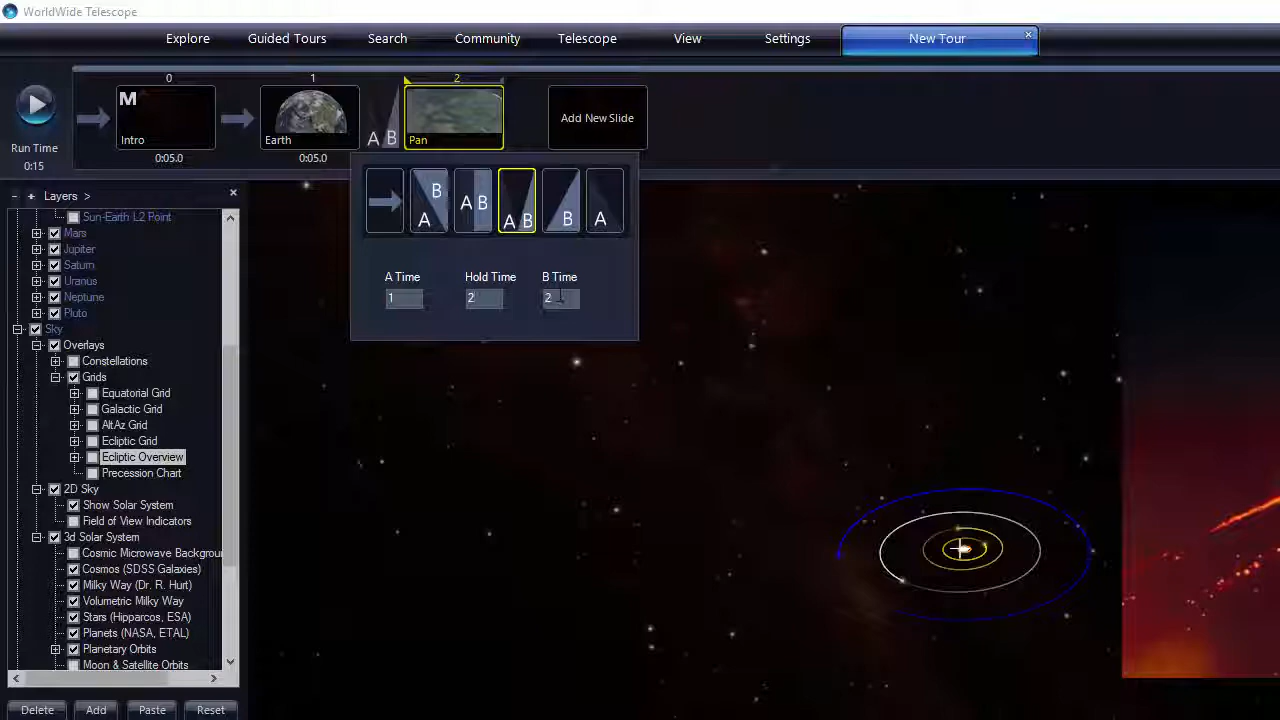 WorldWide Telescope
Explore Guided Tours Search Community Telescope View Settings New Tour
0 1 2
M
Intro Earth A B Pan Add New Slide
Run Time
0:15 0:05.0 0:05.0
B A A B A B B A
A Time Hold Time B Time
1 2 2
Layers >
Sun-Earth L2 Point
Mars
Jupiter
Saturn
Uranus
Neptune
Pluto
Sky
Overlays
Constellations
Grids
Equatorial Grid
Galactic Grid
AltAz Grid
Ecliptic Grid
Ecliptic Overview
Precession Chart
2D Sky
Show Solar System
Field of View Indicators
3d Solar System
Cosmic Microwave Backgrou
Cosmos (SDSS Galaxies)
Milky Way (Dr. R. Hurt)
Volumetric Milky Way
Stars (Hipparcos, ESA)
Planets (NASA, ETAL)
Planetary Orbits
Moon & Satellite Orbits
Delete Add Paste Reset